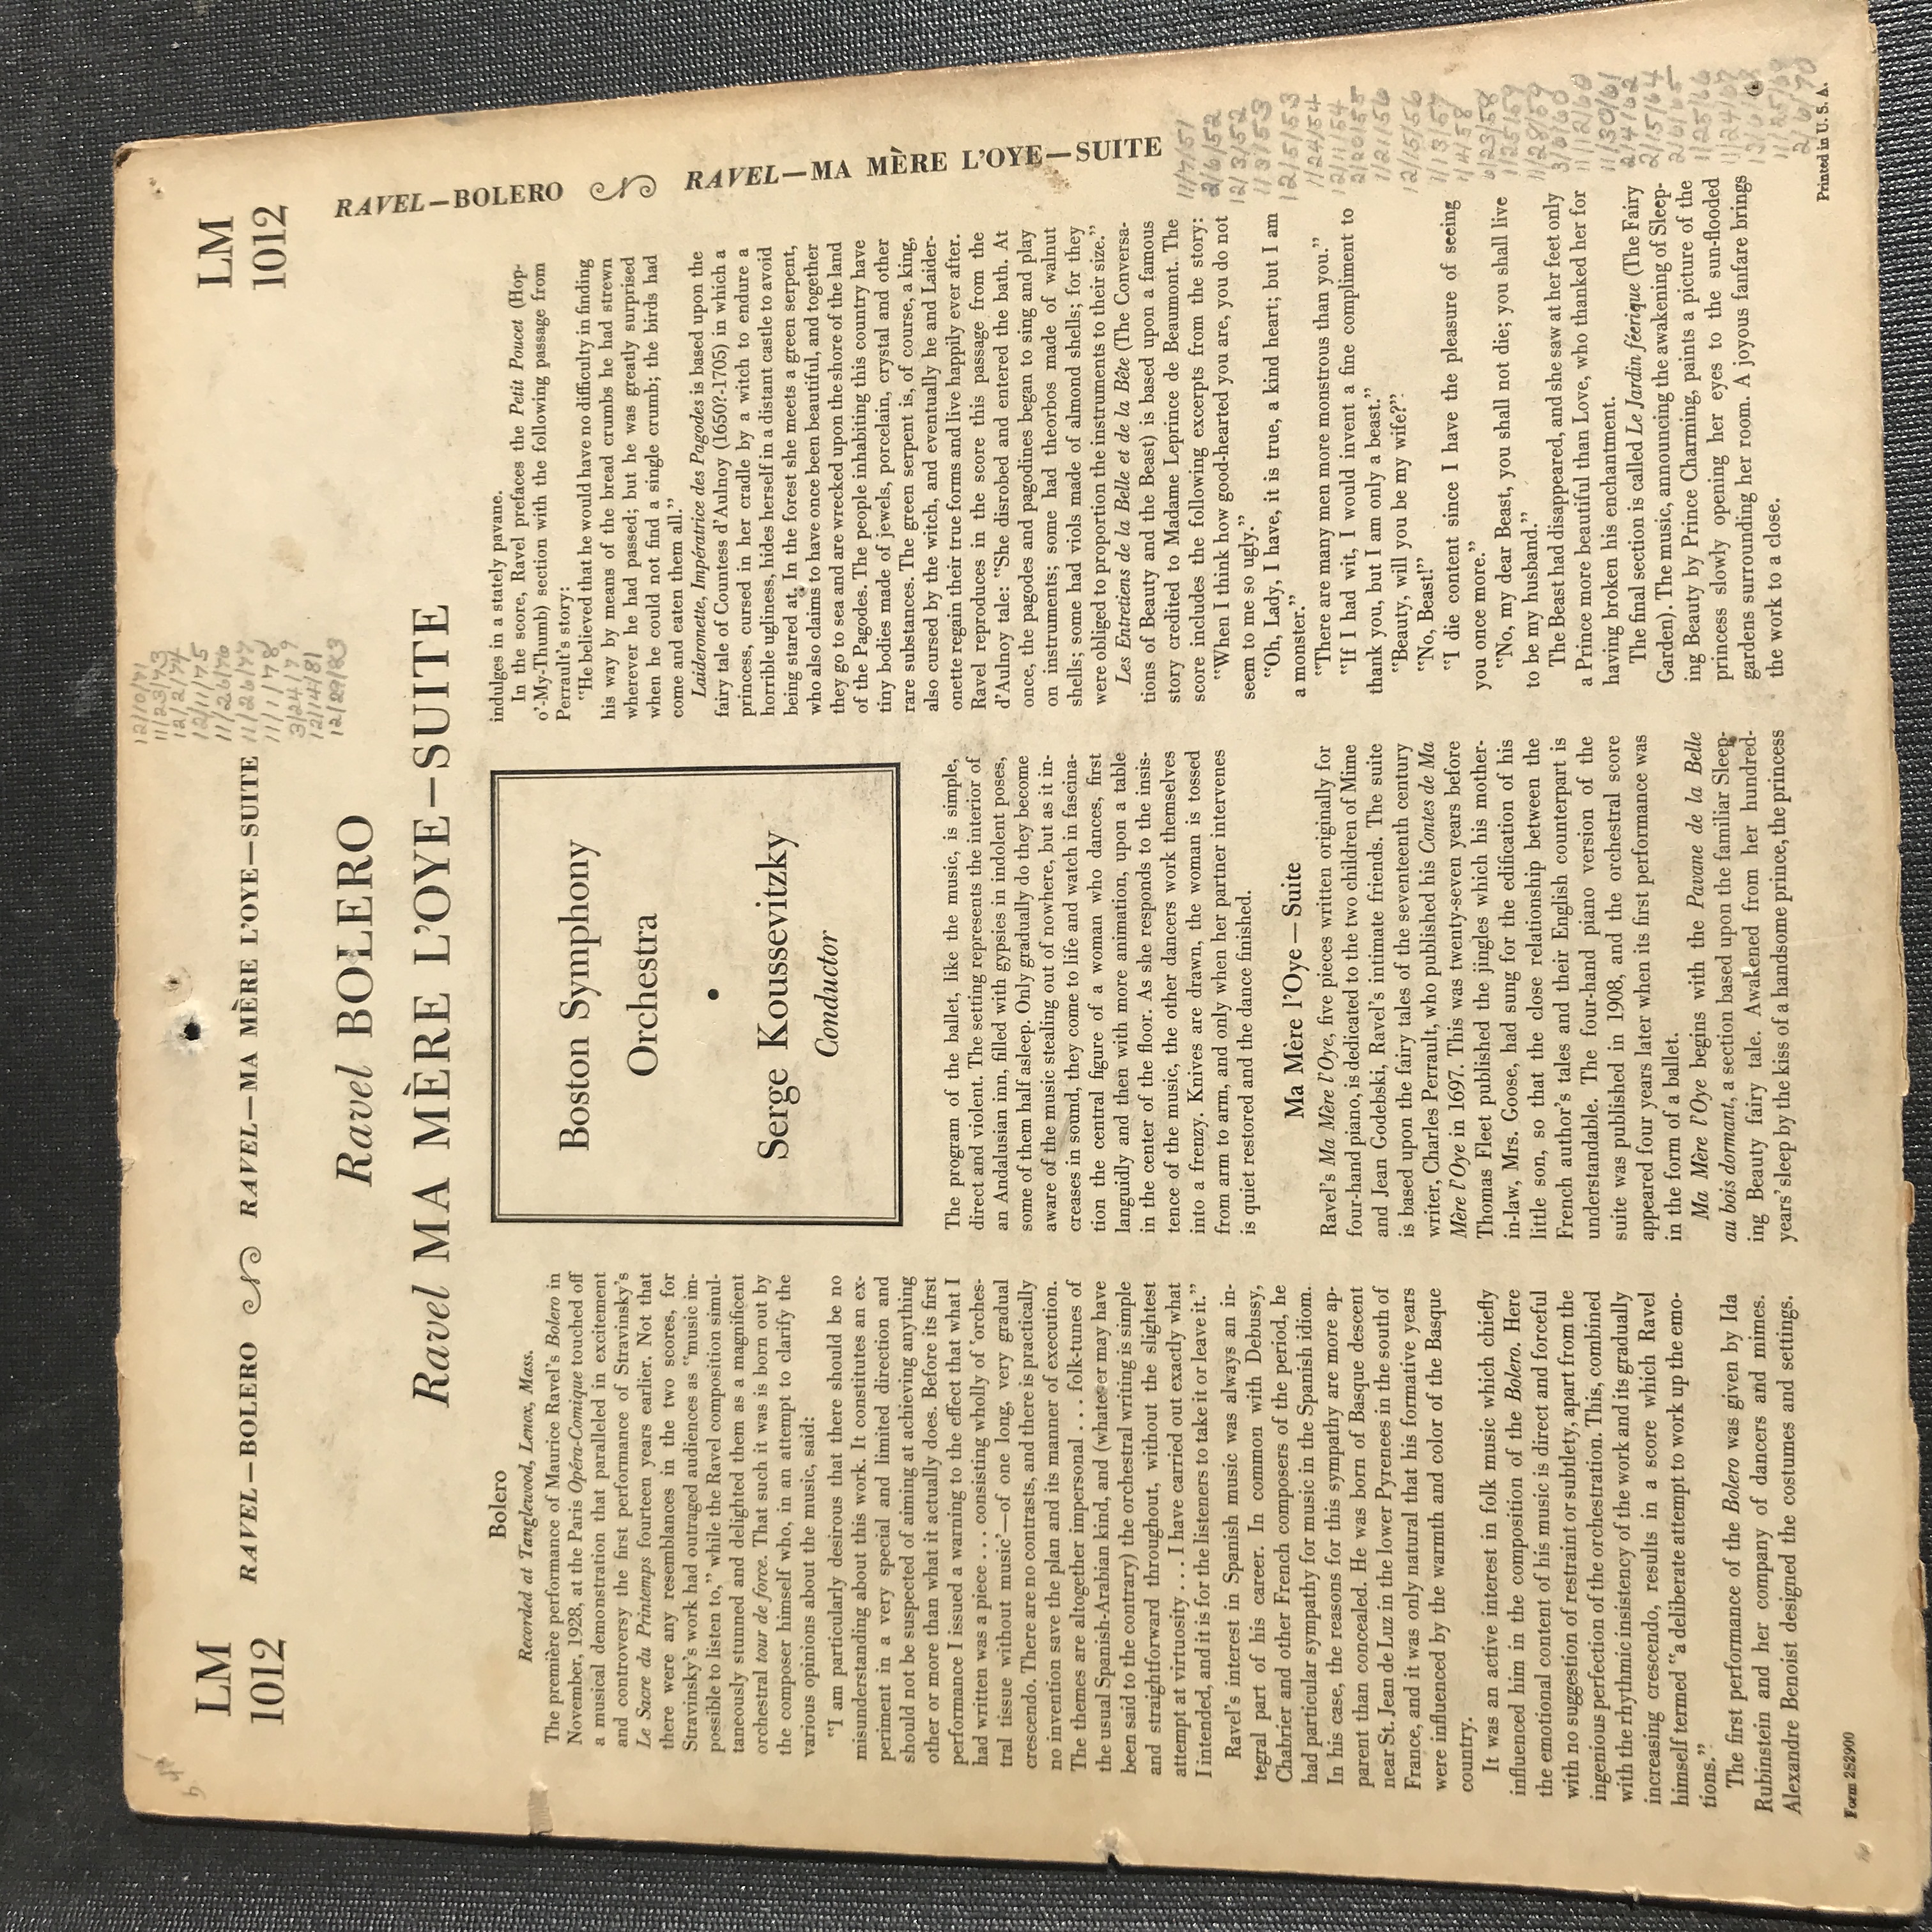 12/10/71
11/23/73
12/2/74
12/11/75
11/26/76
11/26/77
11/1/78
3/24/79
12/14/81
12/29/83
LM
1012
RAVEL—BOLERO RAVEL—MA MÈRE L'OYE—SUITE
LM
1012
Ravel BOLERO
Ravel MA MÈRE L'OYE—SUITE
Bolero
Recorded at Tanglewood, Lenox, Mass.
The première performance of Maurice Ravel's Bolero in
November, 1928, at the Paris Opéra-Comique touched off
a musical demonstration that paralleled in excitement
and controversy the first performance of Stravinsky's
Le Sacre du Printemps fourteen years earlier. Not that
there were any resemblances in the two scores, for
Stravinsky's work had outraged audiences as "music im-
possible to listen to," while the Ravel composition simul-
taneously stunned and delighted them as a magnificent
orchestral tour de force. That such it was is born out by
the composer himself who, in an attempt to clarify the
various opinions about the music, said:
"I am particularly desirous that there should be no
misunderstanding about this work. It constitutes an ex-
periment in a very special and limited direction and
should not be suspected of aiming at achieving anything
other or more than what it actually does. Before its first
performance I issued a warning to the effect that what I
had written was a piece . . . consisting wholly of 'orches-
tral tissue without music'—of one long, very gradual
crescendo. There are no contrasts, and there is practically
no invention save the plan and its manner of execution.
The themes are altogether impersonal . . . folk-tunes of
the usual Spanish-Arabian kind, and (whatever may have
been said to the contrary) the orchestral writing is simple
and straightforward throughout, without the slightest
attempt at virtuosity . . . I have carried out exactly what
I intended, and it is for the listeners to take it or leave it."
Ravel's interest in Spanish music was always an in-
tegral part of his career. In common with Debussy,
Chabrier and other French composers of the period, he
had particular sympathy for music in the Spanish idiom.
In his case, the reasons for this sympathy are more ap-
parent than concealed. He was born of Basque descent
near St. Jean de Luz in the lower Pyrenees in the south of
France, and it was only natural that his formative years
were influenced by the warmth and color of the Basque
country.
It was an active interest in folk music which chiefly
influenced him in the composition of the Bolero. Here
the emotional content of his music is direct and forceful
with no suggestion of restraint or subtlety, apart from the
ingenious perfection of the orchestration. This, combined
with the rhythmic insistency of the work and its gradually
increasing crescendo, results in a score which Ravel
himself termed "a deliberate attempt to work up the emo-
tions."
The first performance of the Bolero was given by Ida
Rubinstein and her company of dancers and mimes.
Alexandre Benoist designed the costumes and settings.
Form 2S2900
Boston Symphony
Orchestra
•
Serge Koussevitzky
Conductor
The program of the ballet, like the music, is simple,
direct and violent. The setting represents the interior of
an Andalusian inn, filled with gypsies in indolent poses,
some of them half asleep. Only gradually do they become
aware of the music stealing out of nowhere, but as it in-
creases in sound, they come to life and watch in fascina-
tion the central figure of a woman who dances, first
languidly and then with more animation, upon a table
in the center of the floor. As she responds to the insis-
tence of the music, the other dancers work themselves
into a frenzy. Knives are drawn, the woman is tossed
from arm to arm, and only when her partner intervenes
is quiet restored and the dance finished.
Ma Mère l'Oye — Suite
Ravel's Ma Mère l'Oye, five pieces written originally for
four-hand piano, is dedicated to the two children of Mime
and Jean Godebski, Ravel's intimate friends. The suite
is based upon the fairy tales of the seventeenth century
writer, Charles Perrault, who published his Contes de Ma
Mère l'Oye in 1697. This was twenty-seven years before
Thomas Fleet published the jingles which his mother-
in-law, Mrs. Goose, had sung for the edification of his
little son, so that the close relationship between the
French author's tales and their English counterpart is
understandable. The four-hand piano version of the
suite was published in 1908, and the orchestral score
appeared four years later when its first performance was
in the form of a ballet.
Ma Mère l'Oye begins with the Pavane de la Belle
au bois dormant, a section based upon the familiar Sleep-
ing Beauty fairy tale. Awakened from her hundred-
years' sleep by the kiss of a handsome prince, the princess
indulges in a stately pavane.
In the score, Ravel prefaces the Petit Poucet (Hop-
o'-My-Thumb) section with the following passage from
Perrault's story:
"He believed that he would have no difficulty in finding
his way by means of the bread crumbs he had strewn
wherever he had passed; but he was greatly surprised
when he could not find a single crumb; the birds had
come and eaten them all."
Laideronette, Impératrice des Pagodes is based upon the
fairy tale of Countess d'Aulnoy (1650?-1705) in which a
princess, cursed in her cradle by a witch to endure a
horrible ugliness, hides herself in a distant castle to avoid
being stared at. In the forest she meets a green serpent,
who also claims to have once been beautiful, and together
they go to sea and are wrecked upon the shore of the land
of the Pagodes. The people inhabiting this country have
tiny bodies made of jewels, porcelain, crystal and other
rare substances. The green serpent is, of course, a king,
also cursed by the witch, and eventually he and Laider-
onette regain their true forms and live happily ever after.
Ravel reproduces in the score this passage from the
d'Aulnoy tale: "She disrobed and entered the bath. At
once, the pagodes and pagodines began to sing and play
on instruments; some had theorbos made of walnut
shells; some had viols made of almond shells; for they
were obliged to proportion the instruments to their size."
Les Entretiens de la Belle et de la Bête (The Conversa-
tions of Beauty and the Beast) is based upon a famous
story credited to Madame Leprince de Beaumont. The
score includes the following excerpts from the story:
"When I think how good-hearted you are, you do not
seem to me so ugly."
"Oh, Lady, I have, it is true, a kind heart; but I am
a monster."
"There are many men more monstrous than you."
"If I had wit, I would invent a fine compliment to
thank you, but I am only a beast."
"Beauty, will you be my wife?"
"No, Beast!"
"I die content since I have the pleasure of seeing
you once more."
"No, my dear Beast, you shall not die; you shall live
to be my husband."
The Beast had disappeared, and she saw at her feet only
a Prince more beautiful than Love, who thanked her for
having broken his enchantment.
The final section is called Le Jardin féerique (The Fairy
Garden). The music, announcing the awakening of Sleep-
ing Beauty by Prince Charming, paints a picture of the
princess slowly opening her eyes to the sun-flooded
gardens surrounding her room. A joyous fanfare brings
the work to a close.
RAVEL—BOLERO RAVEL—MA MÈRE L'OYE—SUITE
11/7/51
2/6/52
12/3/52
1/3/53
12/5/53
1/24/54
12/11/54
2/20/55
1/21/56
12/15/56
1/13/57
1/4/58
6/23/58
1/25/59
11/28/59
3/6/60
11/12/60
11/30/61
2/4/62
2/15/64
2/6/65
1/25/66
11/24/67
11/25/69
2/6/70
Printed in U. S. A.